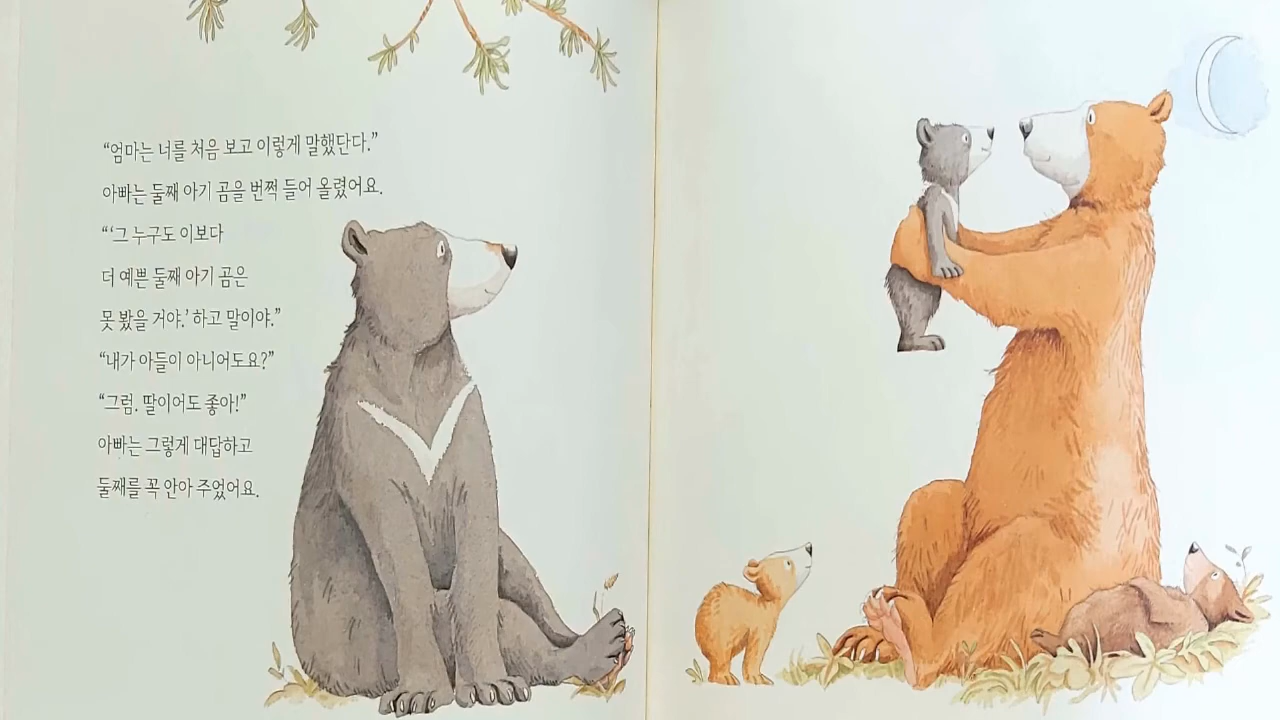 “엄마는 너를 처음 보고 이렇게 말했단다.”
아빠는 둘째 아기 곰을 번쩍 들어 올렸어요.
“‘그 누구도 이보다
더 예쁜 둘째 아기 곰은
못 봤을 거야.’ 하고 말이야.”
“내가 아들이 아니어도요?”
“그럼. 딸이어도 좋아!”
아빠는 그렇게 대답하고
둘째를 꼭 안아 주었어요.